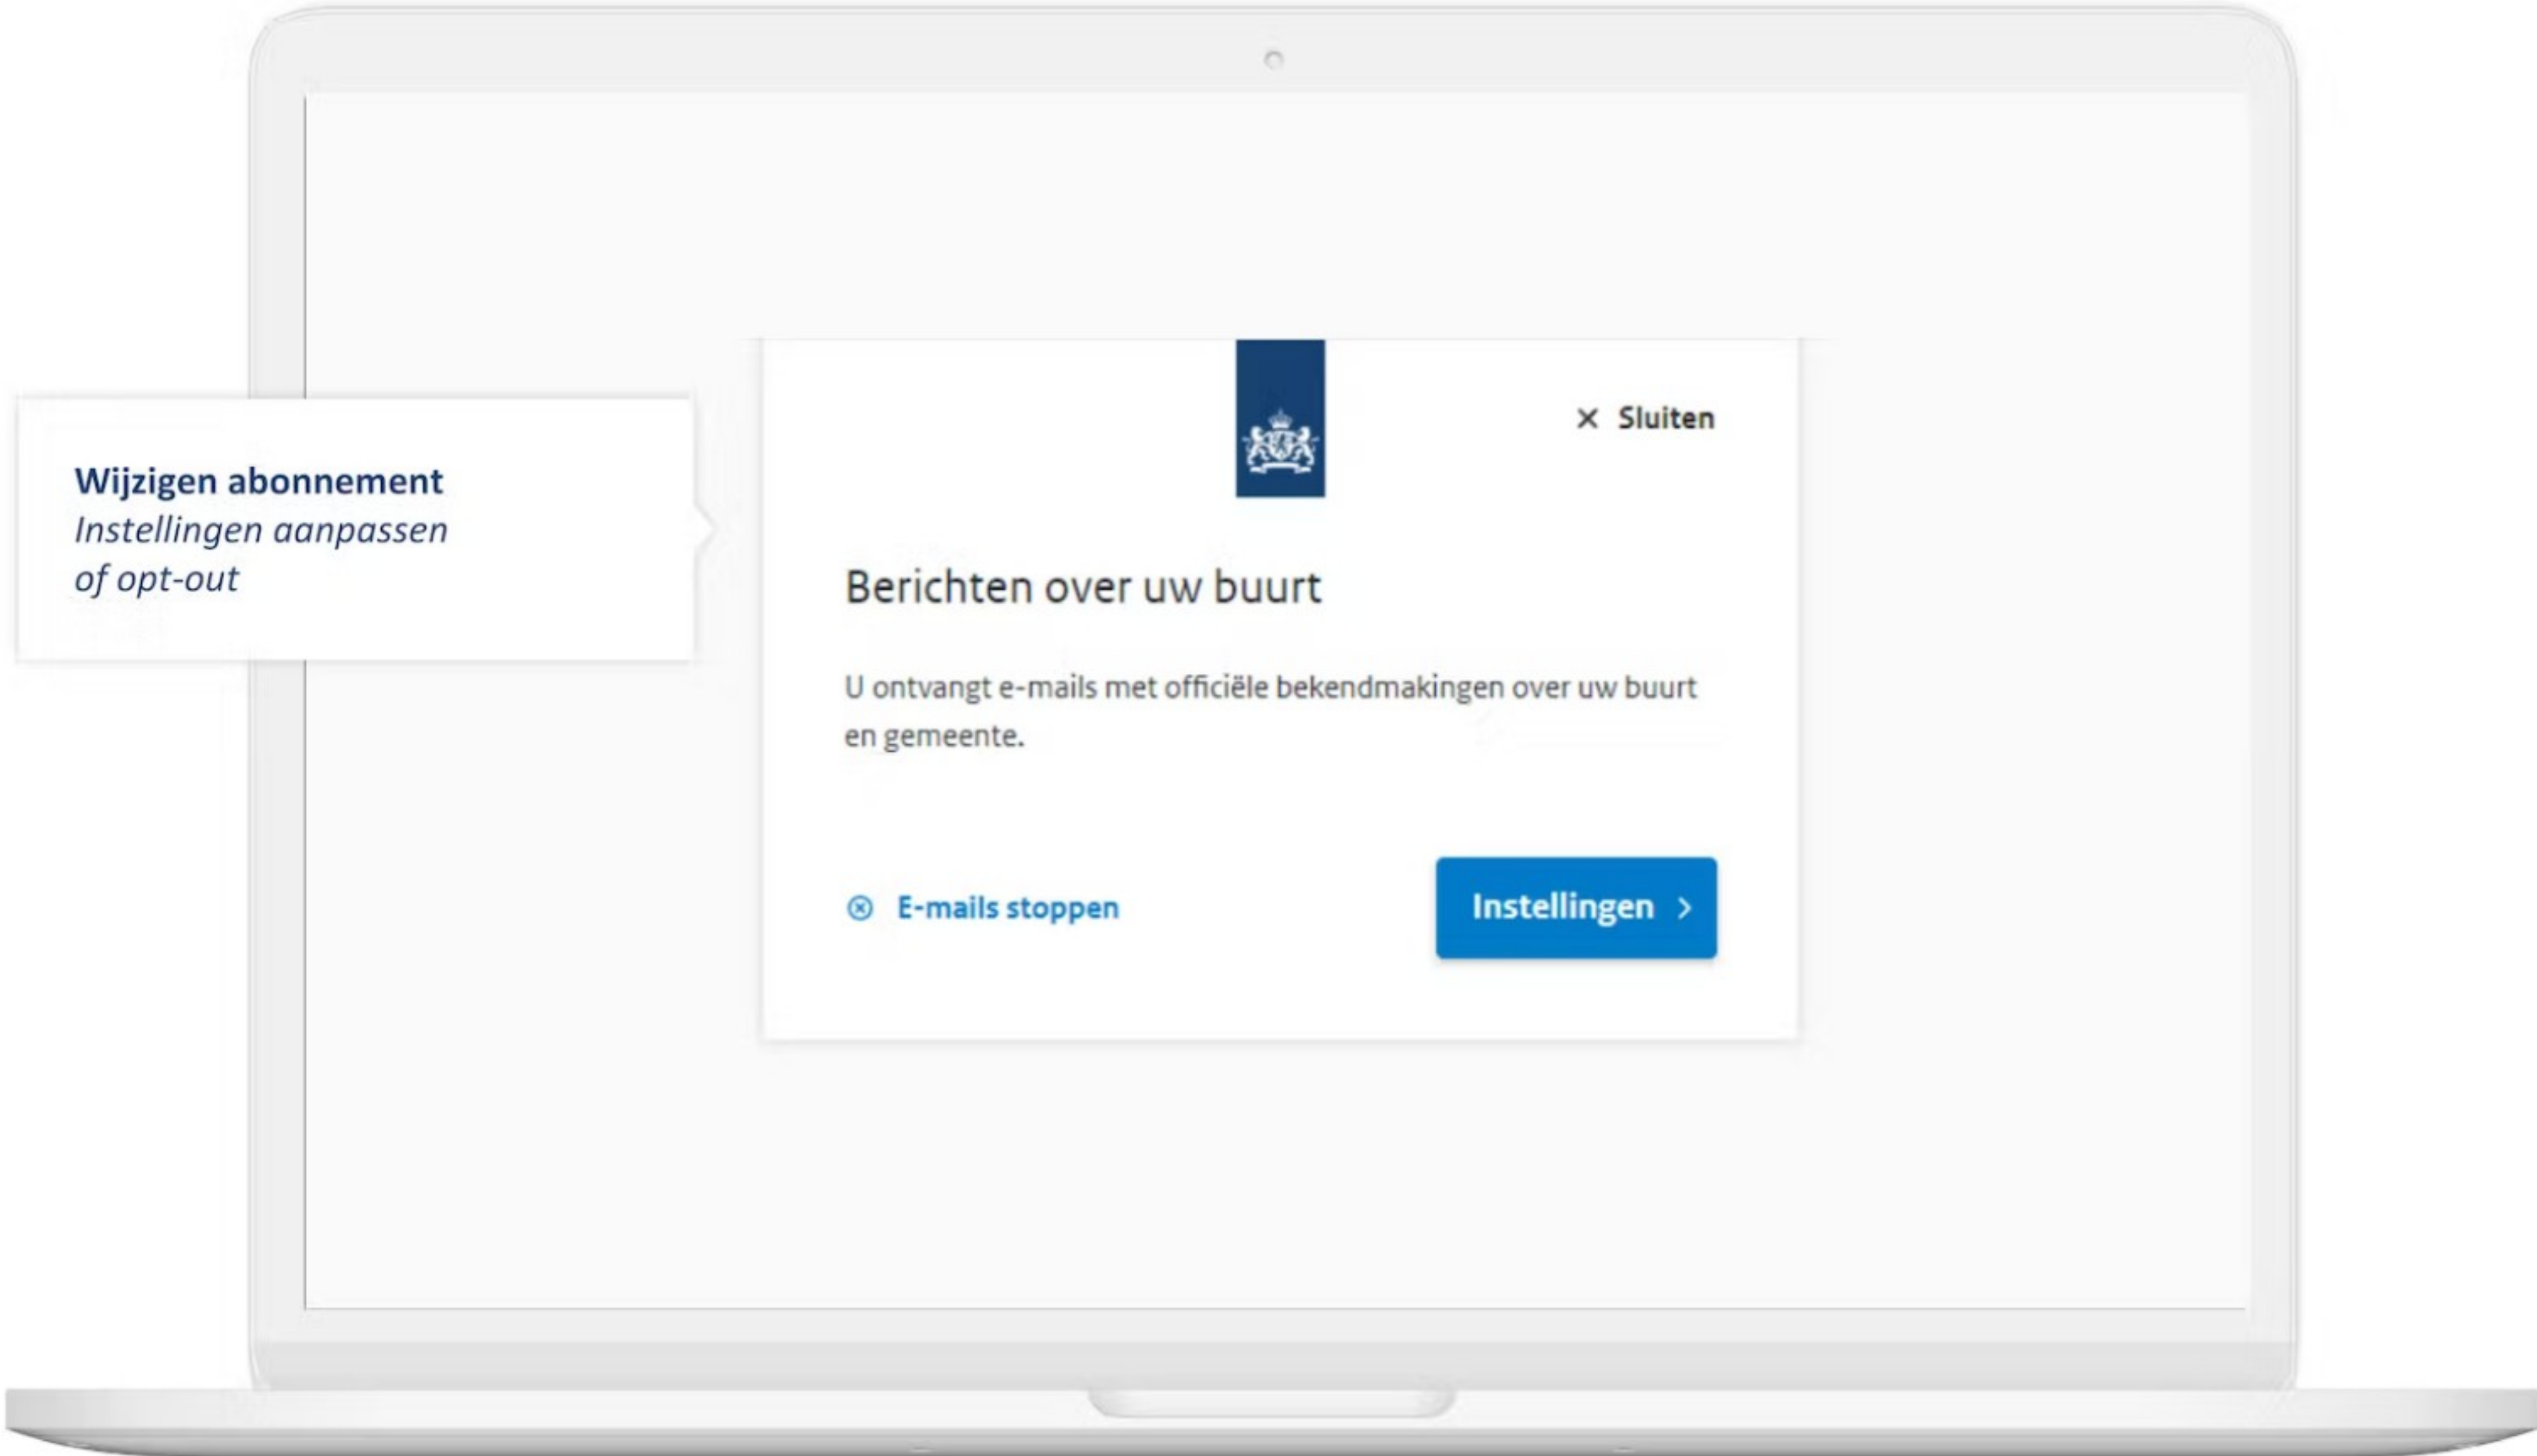 Wijzigen abonnement
Instellingen aanpassen
of opt-out
× Sluiten
Berichten over uw buurt
U ontvangt e-mails met officiële bekendmakingen over uw buurt
en gemeente.
E-mails stoppen
Instellingen >